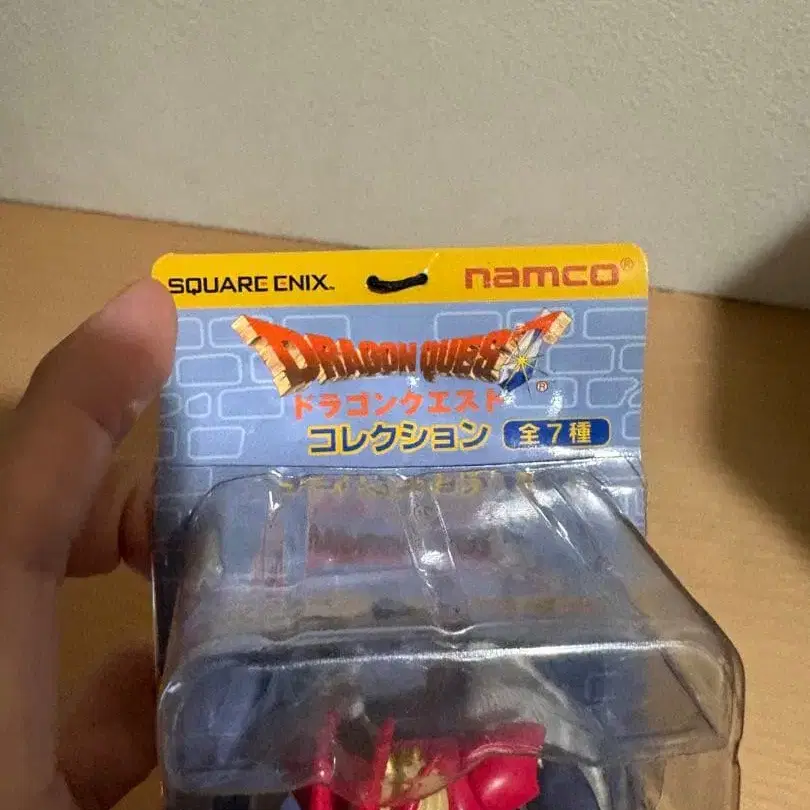 SQUARE ENIX™ namco®
DRAGON QUEST®
ドラゴンクエスト
コレクション 全7種